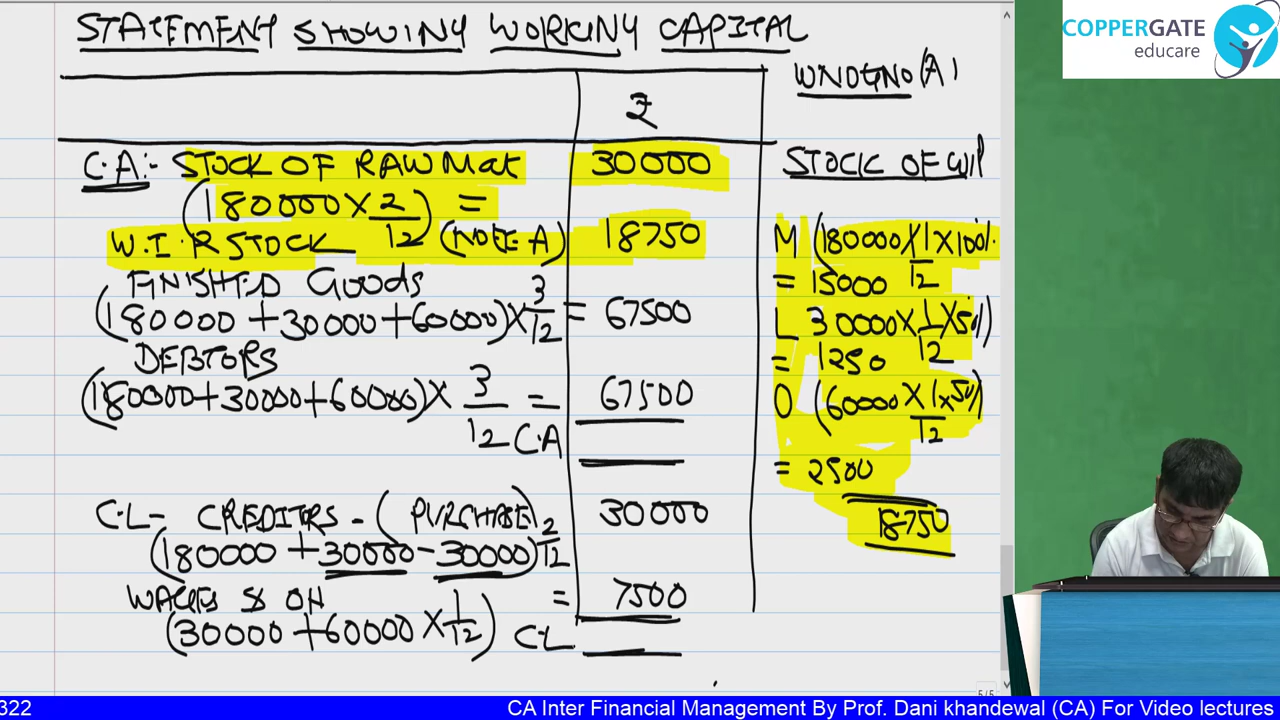 STATEMENT SHOWING WORKING CAPITAL
COPPERGATE
educare
₹
WNOGNO (A)
C.A:- STOCK OF RAW Mat 30000
(180000 × 2/12) =
W.I.P STOCK (NOTE A) 18750
FINISHED GOODS
(180000 + 30000 + 60000) × 3/12 = 67500
DEBTORS
(180000 + 30000 + 60000) × 3/12 = 67500
C.A
C.L - CREDITORS - (PURCHASE) 30000
(180000 + 30000 - 30000) 2/12
WAGES & OH = 7500
(30000 + 60000 × 1/12) C.L
STOCK OF WIP
M (180000 × 1/12 × 100%
= 15000
L 30000 × 1/12 × 50%)
= 1250
O (60000 × 1/12 × 50%)
= 2500
18750
5/5
322
CA Inter Financial Management By Prof. Dani khandewal (CA) For Video lectures